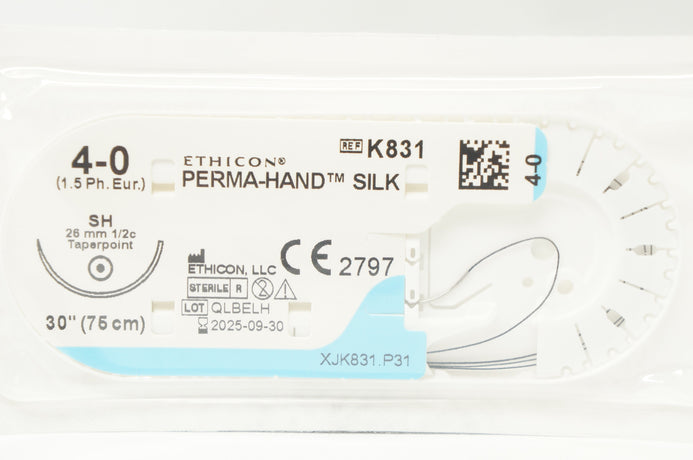 4-0
(1.5 Ph. Eur.)
ETHICON®
PERMA-HAND™ SILK
REF K831
4-0
SH
26 mm 1/2c
Taperpoint
ETHICON, LLC
CE 2797
STERILE R
LOT QLBELH
2025-09-30
30" (75 cm)
XJK831.P31